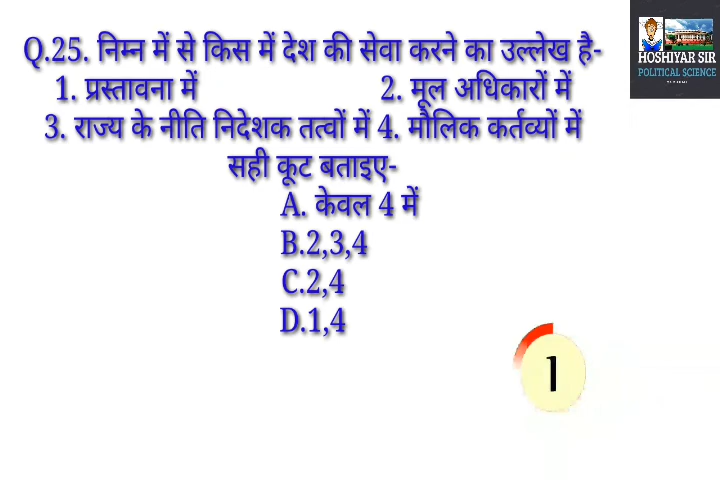 Q.25. निम्न में से किस में देश की सेवा करने का उल्लेख है-
1. प्रस्तावना में 2. मूल अधिकारों में
3. राज्य के नीति निदेशक तत्वों में 4. मौलिक कर्तव्यों में
सही कूट बताइए-
A. केवल 4 में
B.2,3,4
C.2,4
D.1,4
1
HOSHIYAR SIR
POLITICAL SCIENCE